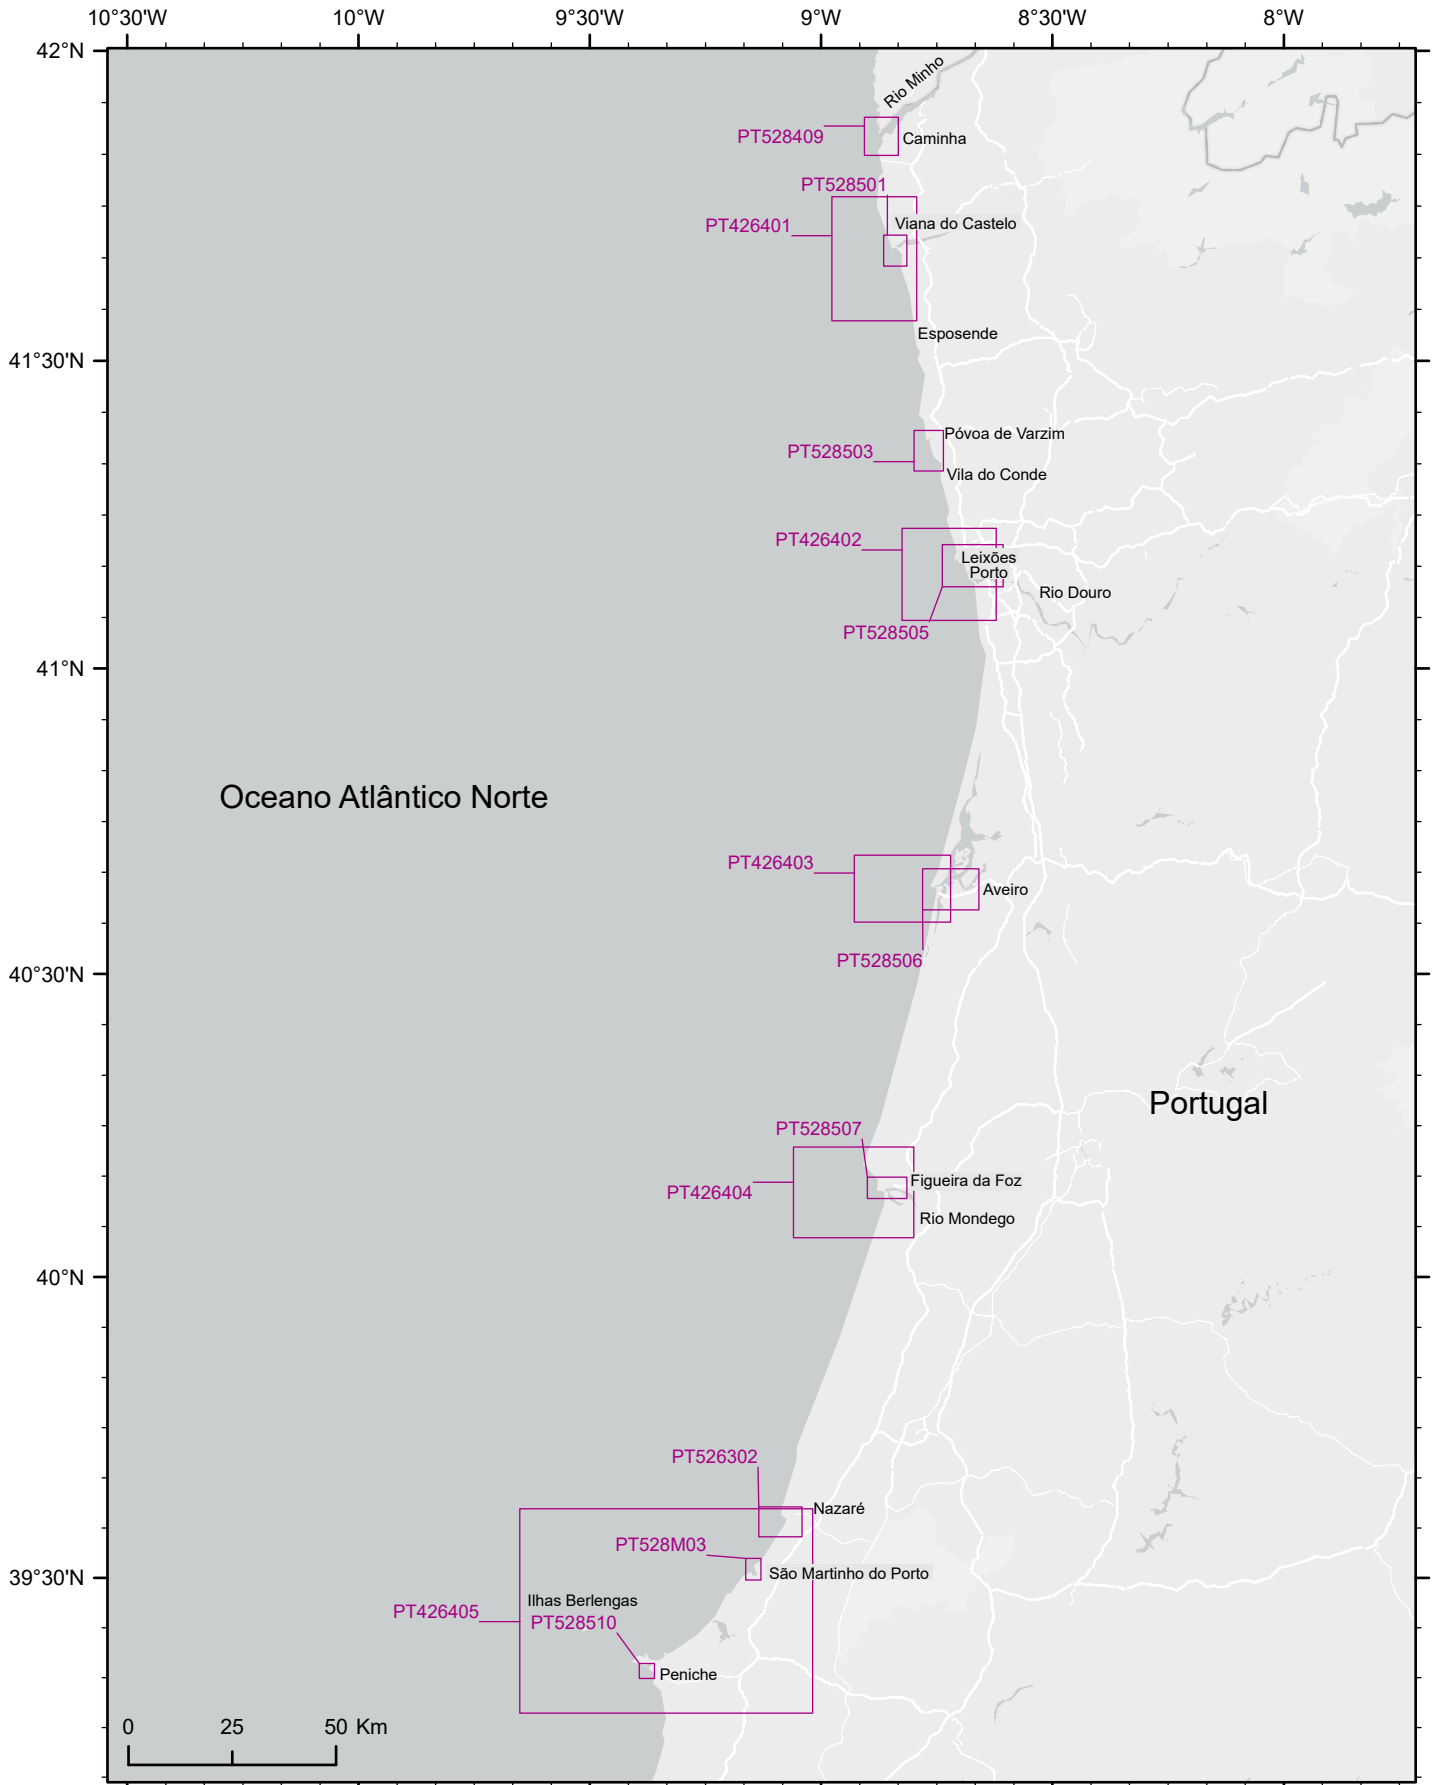 10°30'W 10°W 9°30'W 9°W 8°30'W 8°W
42°N
Rio Minho
PT528409
Caminha
PT528501
PT426401
Viana do Castelo
Esposende
41°30'N
Póvoa de Varzim
PT528503
Vila do Conde
PT426402
Leixões
Porto
Rio Douro
PT528505
41°N
Oceano Atlântico Norte
PT426403
Aveiro
PT528506
40°30'N
Portugal
PT528507
Figueira da Foz
PT426404
Rio Mondego
40°N
PT526302
Nazaré
PT528M03
São Martinho do Porto
39°30'N
Ilhas Berlengas
PT426405
PT528510
Peniche
0 25 50 Km